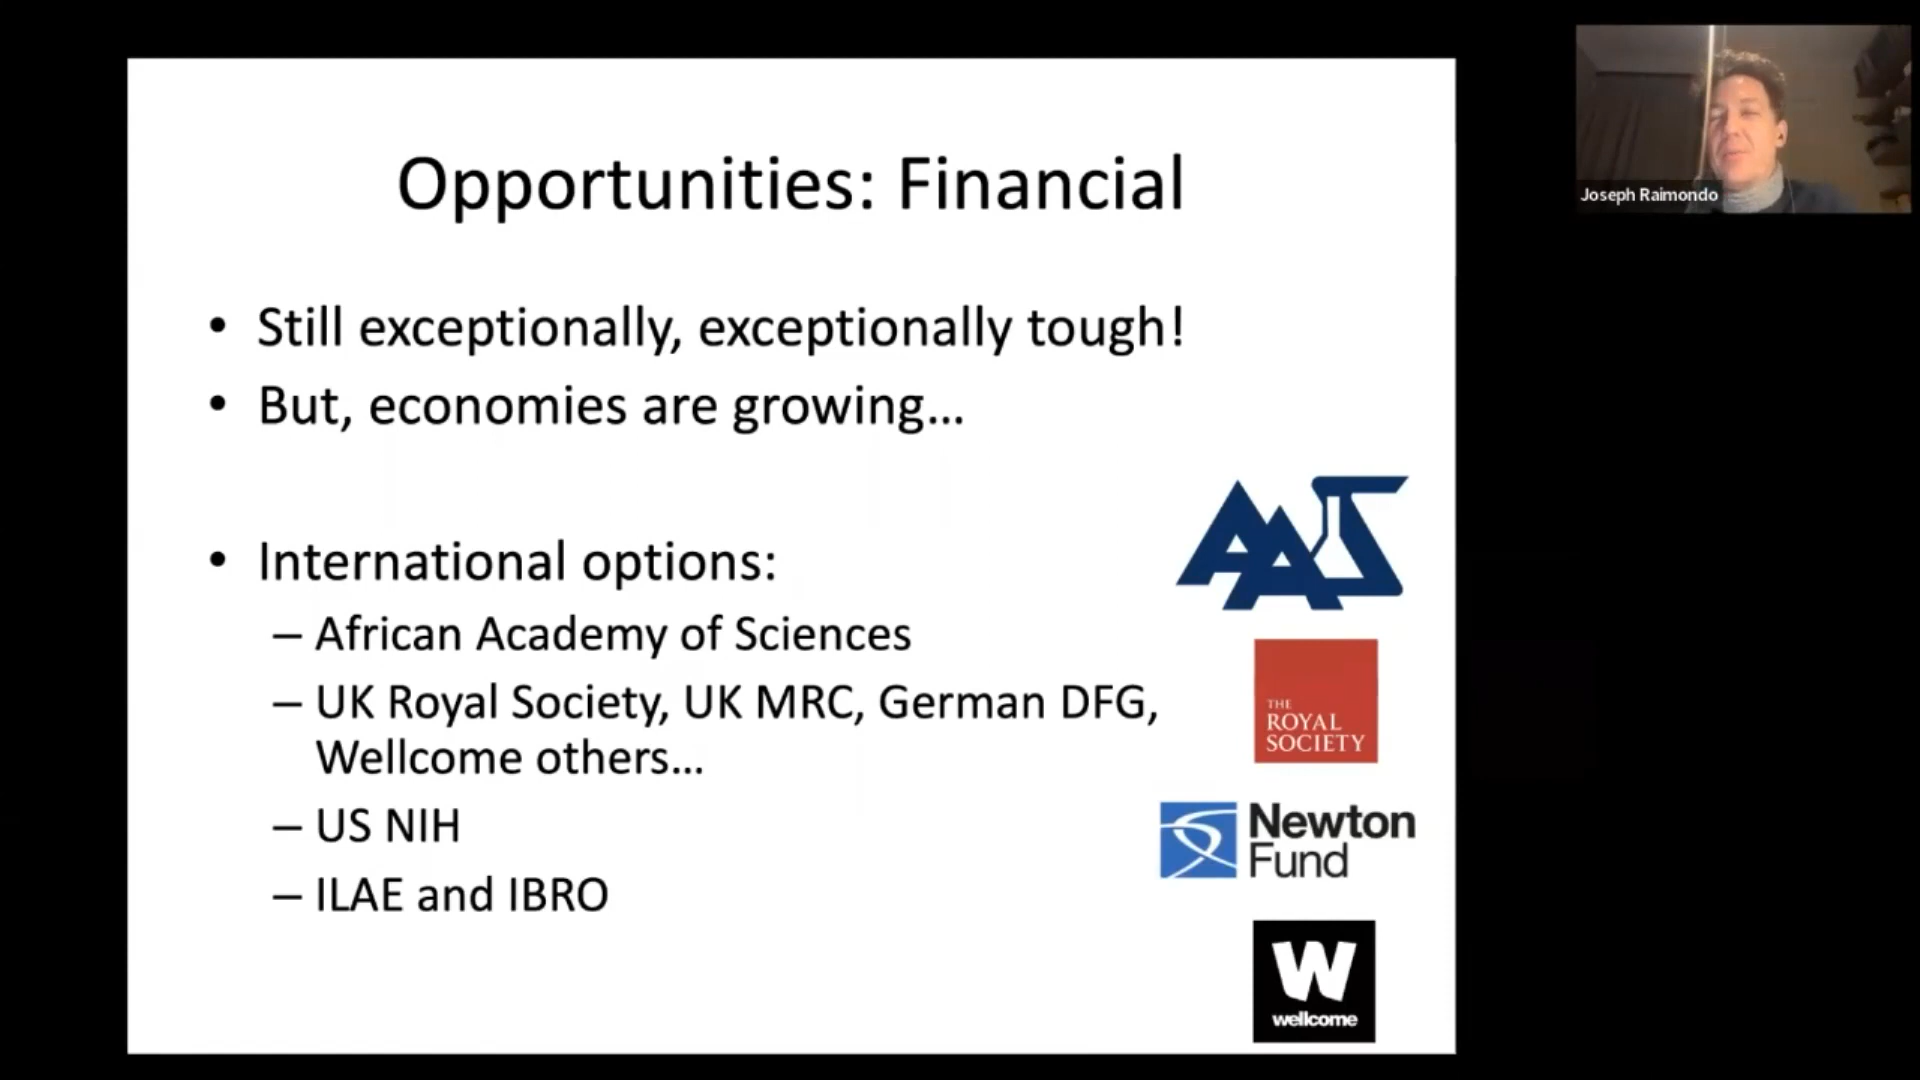 Opportunities: Financial
• Still exceptionally, exceptionally tough!
• But, economies are growing...
• International options:
– African Academy of Sciences
– UK Royal Society, UK MRC, German DFG,
Wellcome others...
– US NIH
– ILAE and IBRO
AAS
THE
ROYAL
SOCIETY
Newton
Fund
W
wellcome
Joseph Raimondo